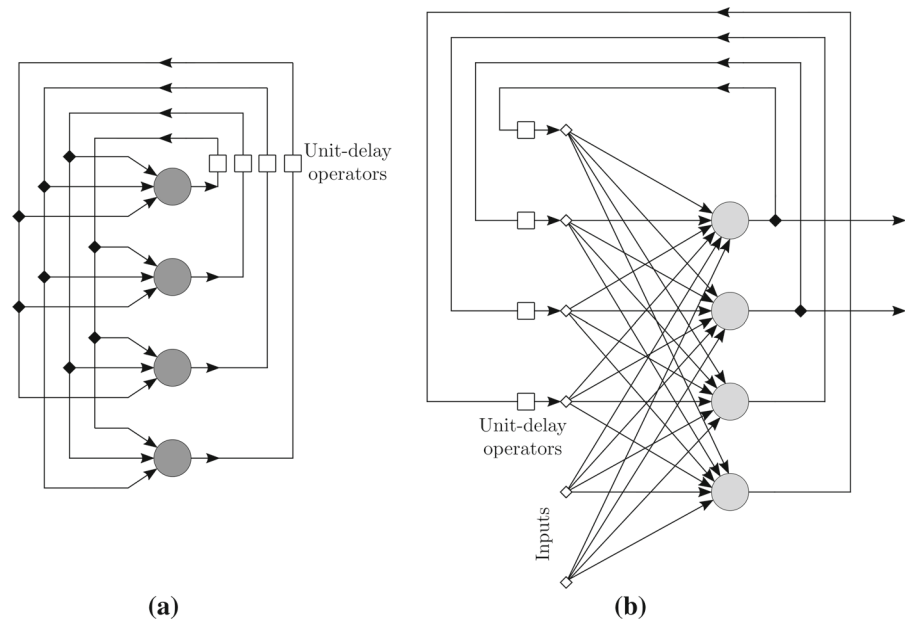 Unit-delay
operators
Unit-delay
operators
Inputs
(a)
(b)